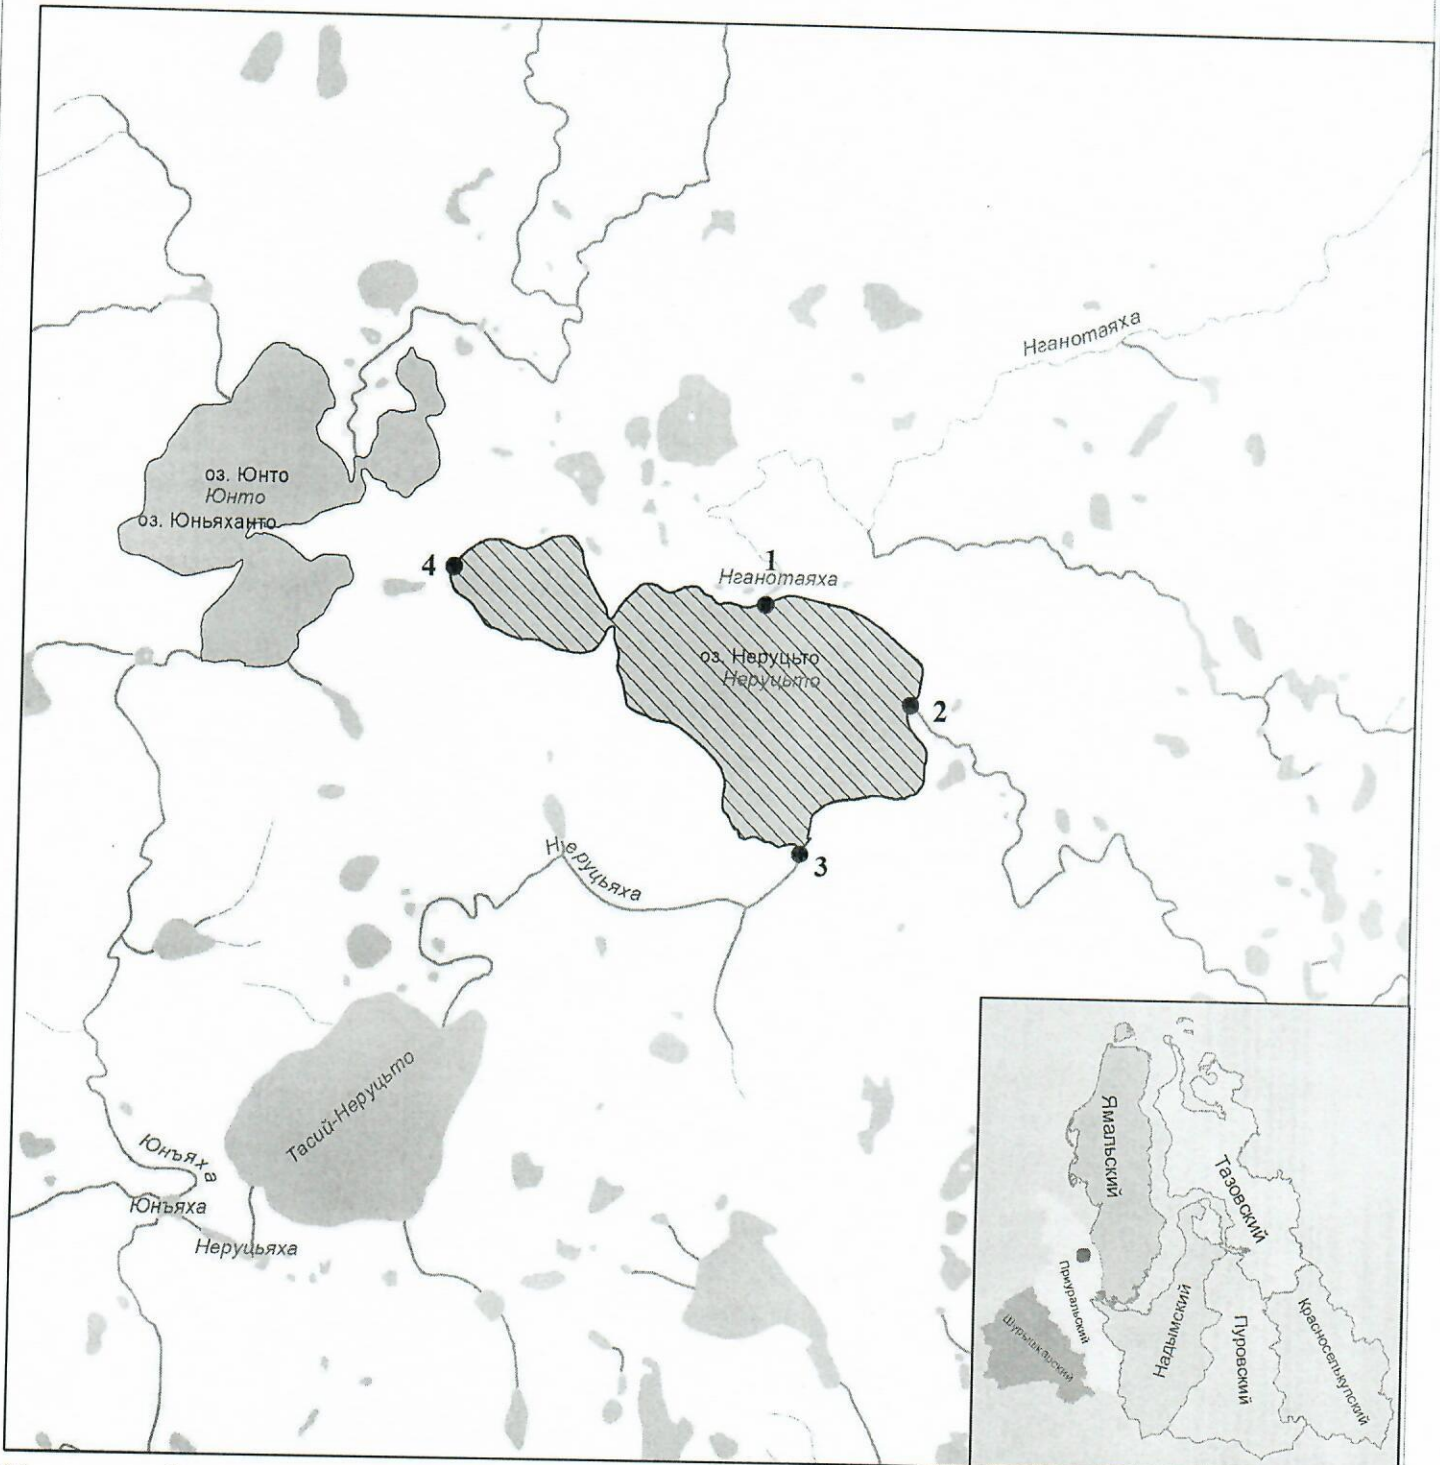 Нганотаяха
оз. Юнто
Юнто
оз. Юньяханто
4
1
Нганотаяха
оз. Неруцьто
Неруцьто
2
3
Неруцьяха
Тасий-Неруцьто
Юнъяха
Юнъяха
Неруцьяха
Ямальский
Тазовский
Приуральский
Шурышкарский
Надымский
Пуровский
Красноселькупский